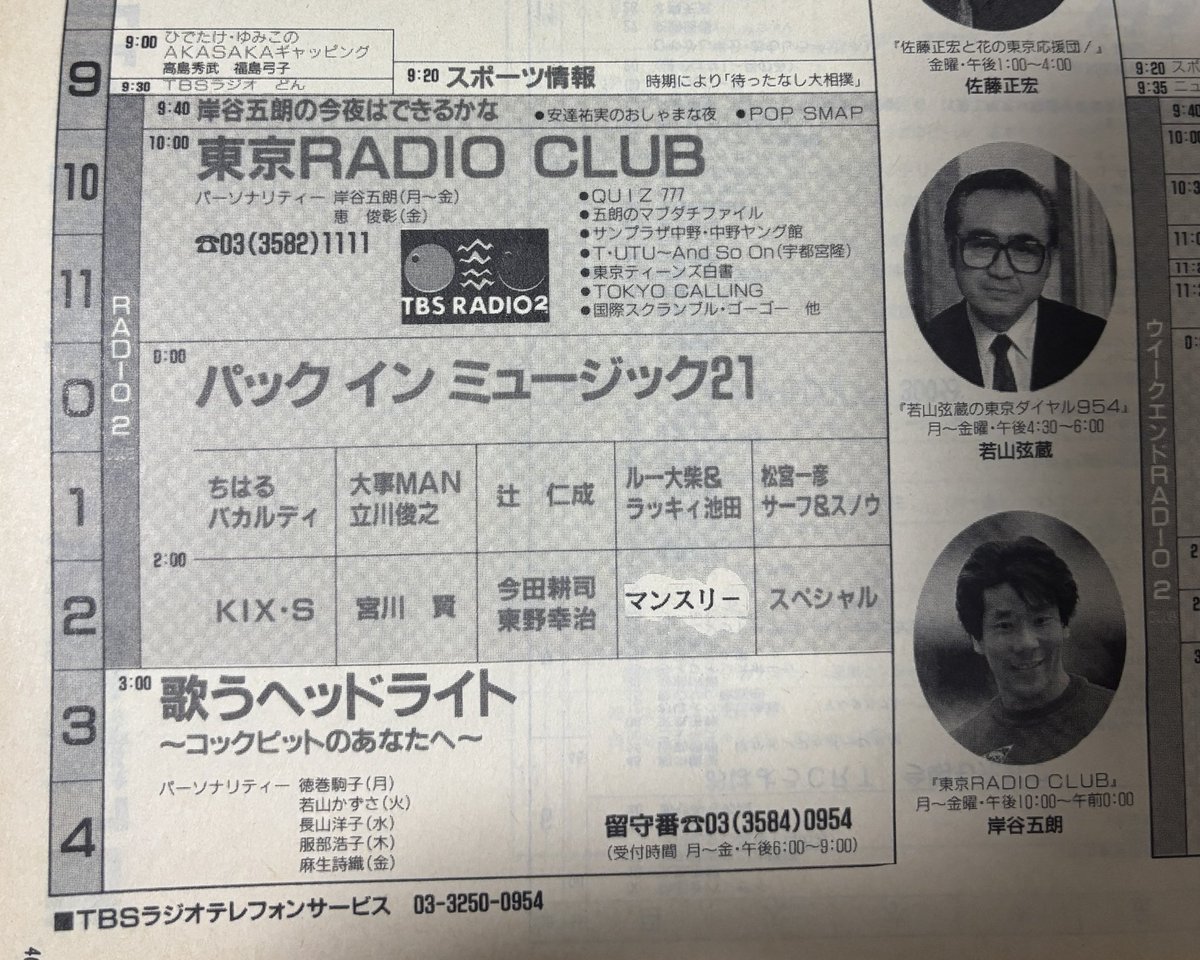 9
9:00 ひでたけ・ゆみこの
AKASAKAギャッピング
高島秀武 福島弓子
9:30 TBSラジオ どん
9:20 スポーツ情報 時期により「待ったなし大相撲」
9:40 岸谷五朗の今夜はできるかな ●安達祐実のおしゃまな夜 ●POP SMAP
10
10:00 東京RADIO CLUB
パーソナリティー 岸谷五朗(月〜金)
恵 俊彰(金)
☎03(3582)1111
TBS RADIO2
●QUIZ 777
●五朗のマブダチファイル
●サンプラザ中野・中野ヤング館
●T・UTU〜And So On(宇都宮隆)
●東京ティーンズ白書
●TOKYO CALLING
●国際スクランブル・ゴーゴー 他
11
RADIO 2
0
0:00 パック イン ミュージック21
1
ちはる
バカルディ
大事MAN
立川俊之
辻 仁成
ルー大柴&
ラッキィ池田
松宮一彦
サーフ&スノウ
2
2:00
KIX・S
宮川 賢
今田耕司
東野幸治
マンスリー
スペシャル
3
3:00 歌うヘッドライト
〜コックピットのあなたへ〜
4
パーソナリティー 徳巻駒子(月)
若山かずさ(火)
長山洋子(水)
服部浩子(木)
麻生詩織(金)
留守番☎03(3584)0954
(受付時間 月〜金・午後6:00〜9:00)
■TBSラジオテレフォンサービス 03-3250-0954
『佐藤正宏と花の東京応援団!』
金曜・午後1:00〜4:00
佐藤正宏
『若山弦蔵の東京ダイヤル954』
月〜金曜・午後4:30〜6:00
若山弦蔵
『東京RADIO CLUB』
月〜金曜・午後10:00〜午前0:00
岸谷五朗
9:20 スポ
9:35 ニュ
9:40
10:00
ウイークエンドRADIO 2